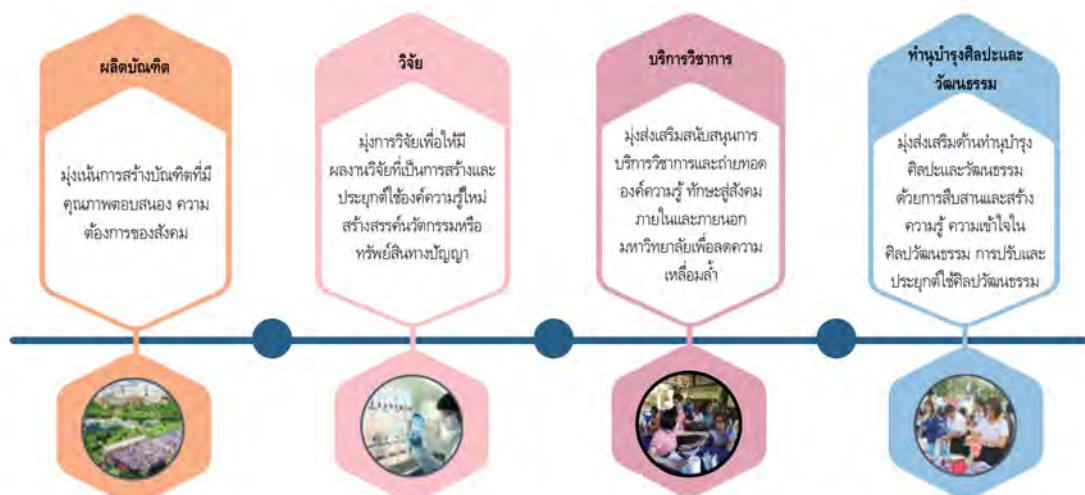 ผลิตบัณฑิต
มุ่งเน้นการสร้างบัณฑิตที่มี
คุณภาพตอบสนอง ความ
ต้องการของสังคม
วิจัย
มุ่งการวิจัยเพื่อให้มี
ผลงานวิจัยที่เป็นการสร้างและ
ประยุกต์ใช้องค์ความรู้ใหม่
สร้างสรรค์นวัตกรรมหรือ
ทรัพย์สินทางปัญญา
บริการวิชาการ
มุ่งส่งเสริมสนับสนุนการ
บริการวิชาการและถ่ายทอด
องค์ความรู้ ทักษะสู่สังคม
ภายในและภายนอก
มหาวิทยาลัยเพื่อลดความ
เหลื่อมล้ำ
ทำนุบำรุงศิลปะและ
วัฒนธรรม
มุ่งส่งเสริมด้านทำนุบำรุง
ศิลปะและวัฒนธรรม
ด้วยการสืบสานและสร้าง
ความรู้ ความเข้าใจใน
ศิลปวัฒนธรรม การปรับและ
ประยุกต์ใช้ศิลปวัฒนธรรม